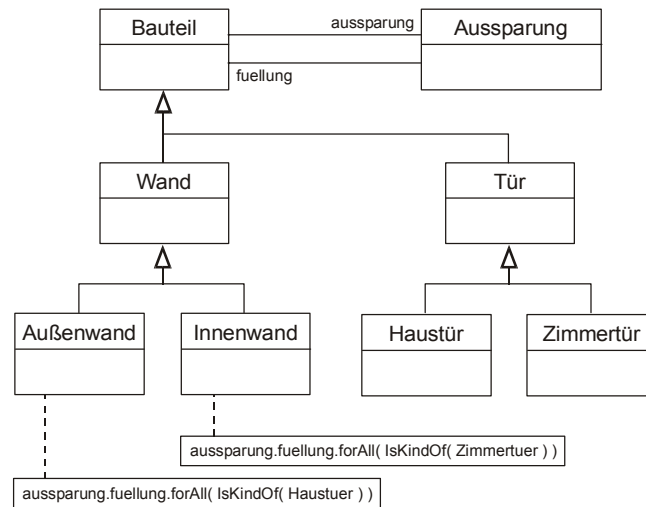 Bauteil
aussparung
Aussparung
fuellung
Wand
Tür
Außenwand
Innenwand
Haustür
Zimmertür
aussparung.fuellung.forAll( IsKindOf( Zimmertuer ) )
aussparung.fuellung.forAll( IsKindOf( Haustuer ) )